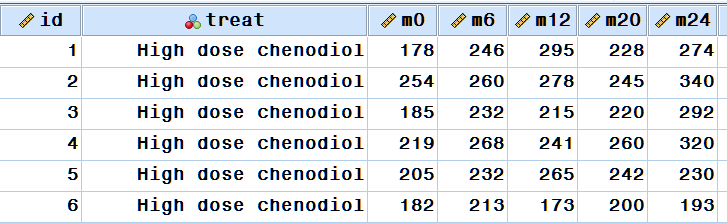 id treat m0 m6 m12 m20 m24
1 High dose chenodiol 178 246 295 228 274
2 High dose chenodiol 254 260 278 245 340
3 High dose chenodiol 185 232 215 220 292
4 High dose chenodiol 219 268 241 260 320
5 High dose chenodiol 205 232 265 242 230
6 High dose chenodiol 182 213 173 200 193